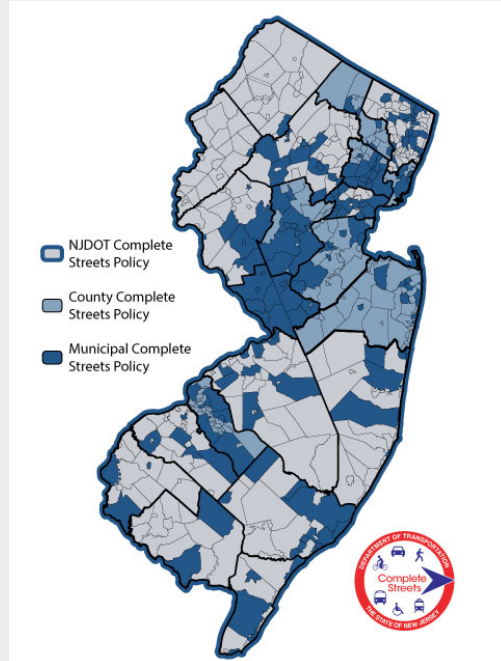 NJDOT Complete
Streets Policy
County Complete
Streets Policy
Municipal Complete
Streets Policy
DEPARTMENT OF TRANSPORTATION
Complete
Streets
THE STATE OF NEW JERSEY